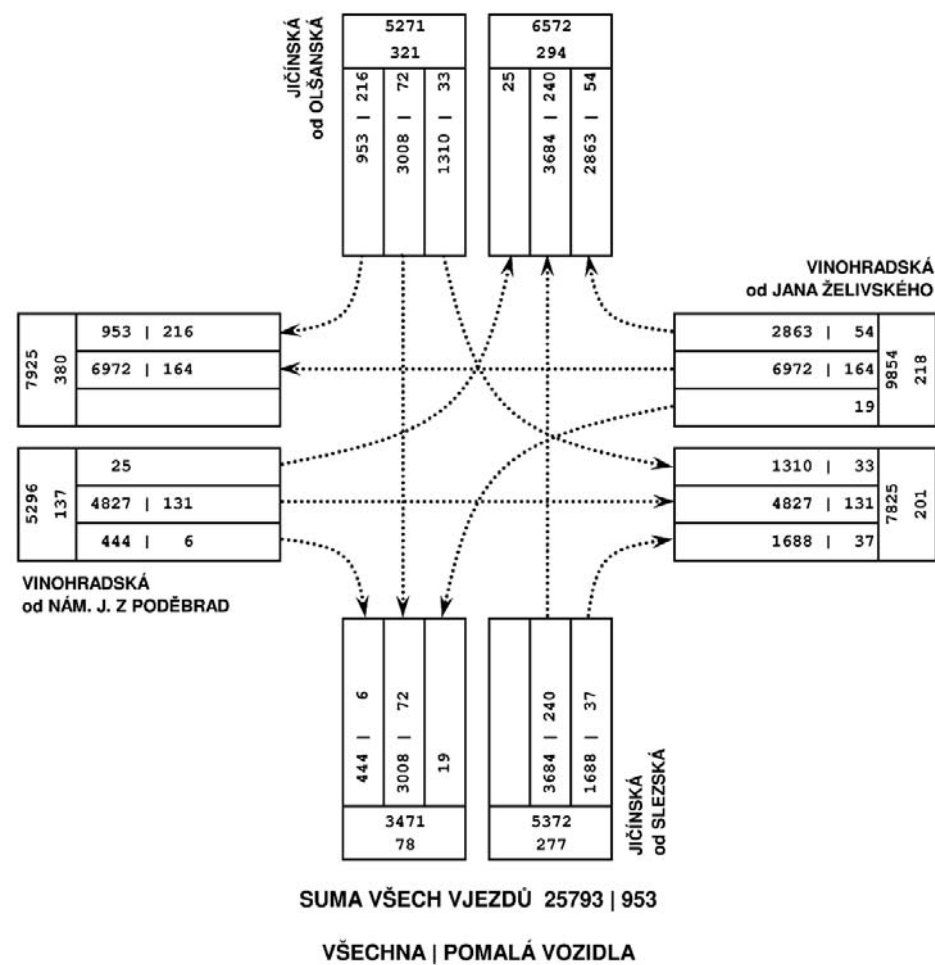 JIČÍNSKÁ
od OLŠANSKÁ
5271
321
953 | 216
3008 | 72
1310 | 33
6572
294
25
3684 | 240
2863 | 54
VINOHRADSKÁ
od JANA ŽELIVSKÉHO
7925
380
953 | 216
6972 | 164
2863 | 54
6972 | 164
19
9854
218
5296
137
25
4827 | 131
444 | 6
1310 | 33
4827 | 131
1688 | 37
7825
201
VINOHRADSKÁ
od NÁM. J. Z PODĚBRAD
444 | 6
3008 | 72
19
3471
78
3684 | 240
1688 | 37
5372
277
JIČÍNSKÁ
od SLEZSKÁ
SUMA VŠECH VJEZDŮ 25793 | 953
VŠECHNA | POMALÁ VOZIDLA